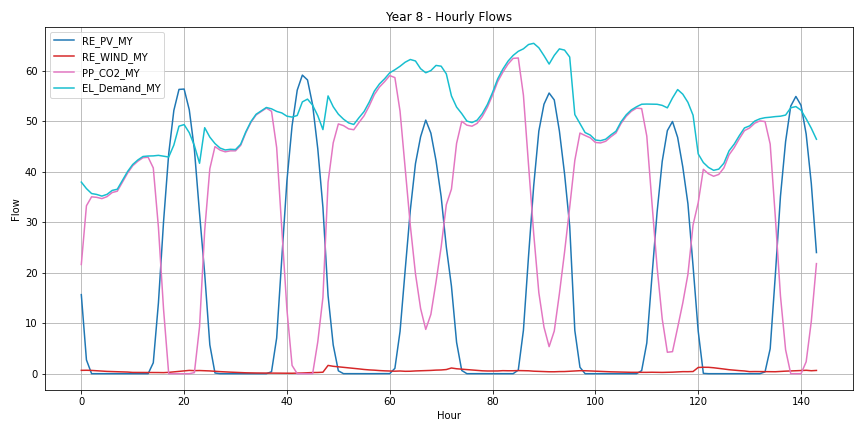 Year 8 - Hourly Flows
RE_PV_MY
RE_WIND_MY
PP_CO2_MY
EL_Demand_MY
60
50
40
30
20
10
0
Flow
0 20 40 60 80 100 120 140
Hour